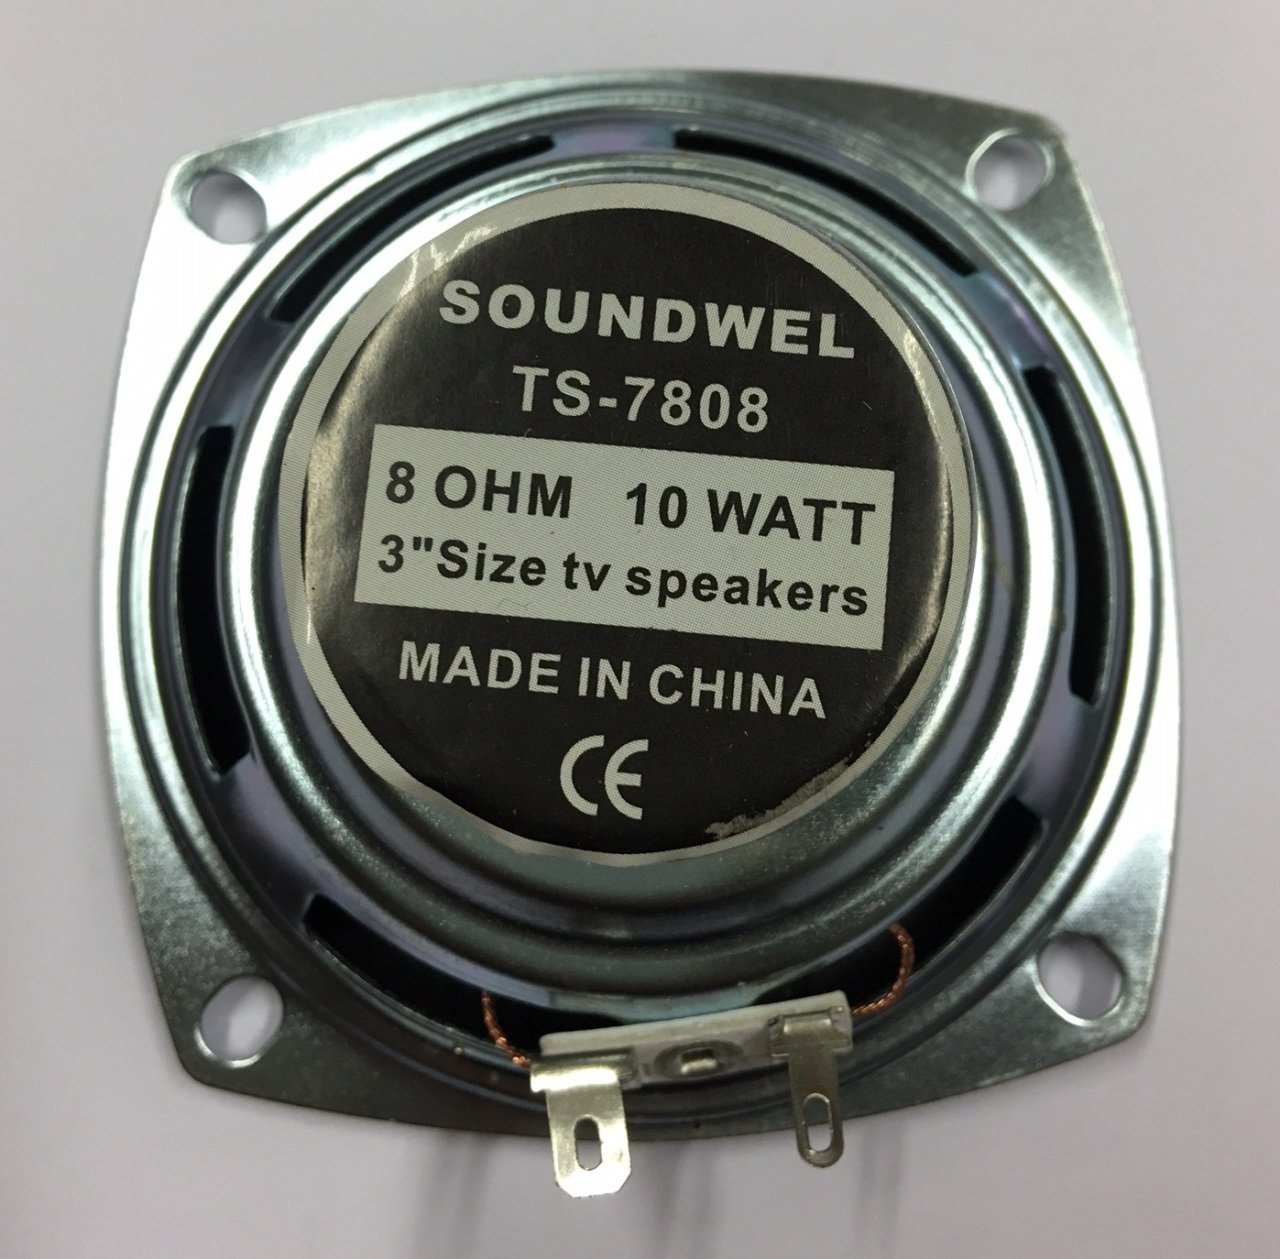 SOUNDWEL
TS-7808
8 OHM 10 WATT
3"Size tv speakers
MADE IN CHINA
CE